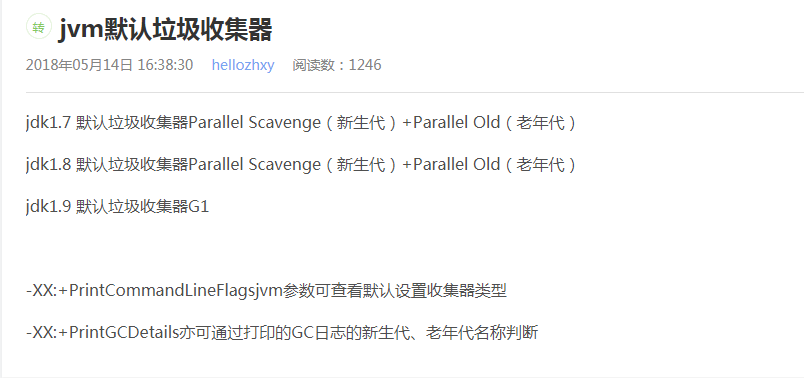 转 jvm默认垃圾收集器
2018年05月14日 16:38:30 hellozhxy 阅读数：1246
jdk1.7 默认垃圾收集器Parallel Scavenge（新生代）+Parallel Old（老年代）
jdk1.8 默认垃圾收集器Parallel Scavenge（新生代）+Parallel Old（老年代）
jdk1.9 默认垃圾收集器G1
-XX:+PrintCommandLineFlagsjvm参数可查看默认设置收集器类型
-XX:+PrintGCDetails亦可通过打印的GC日志的新生代、老年代名称判断